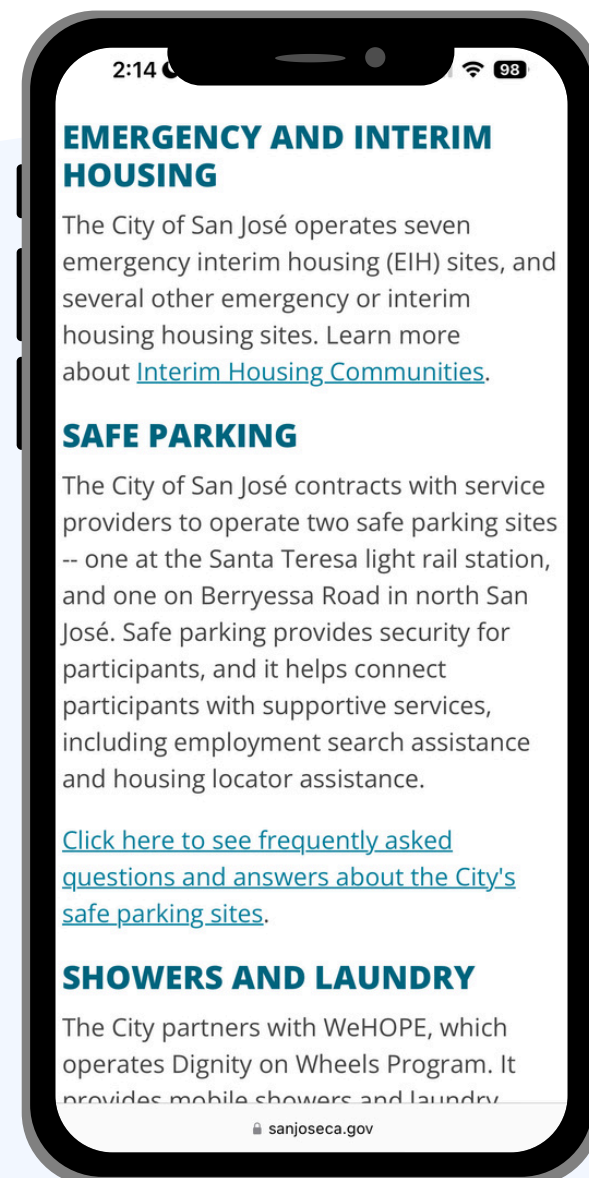 2:14
98
EMERGENCY AND INTERIM
HOUSING
The City of San José operates seven
emergency interim housing (EIH) sites, and
several other emergency or interim
housing housing sites. Learn more
about Interim Housing Communities.
SAFE PARKING
The City of San José contracts with service
providers to operate two safe parking sites
-- one at the Santa Teresa light rail station,
and one on Berryessa Road in north San
José. Safe parking provides security for
participants, and it helps connect
participants with supportive services,
including employment search assistance
and housing locator assistance.
Click here to see frequently asked
questions and answers about the City's
safe parking sites.
SHOWERS AND LAUNDRY
The City partners with WeHOPE, which
operates Dignity on Wheels Program. It
provides mobile showers and laundry
sanjoseca.gov